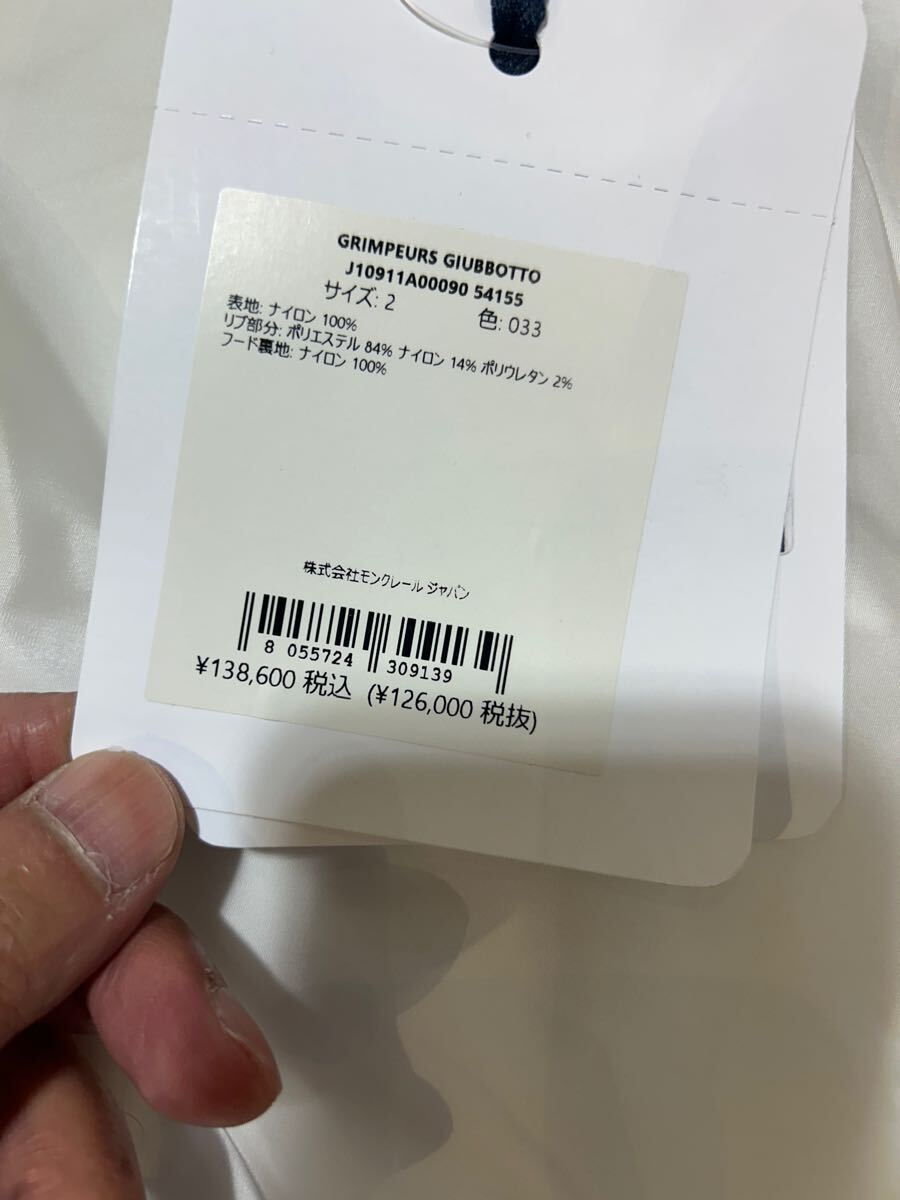 GRIMPEURS GIUBBOTTO
J10911A00090 54155
サイズ: 2 色: 033
表地: ナイロン 100%
リブ部分: ポリエステル 84% ナイロン 14% ポリウレタン 2%
フード裏地: ナイロン 100%
株式会社モンクレール ジャパン
8 055724 309139
¥138,600 税込 (¥126,000 税抜)